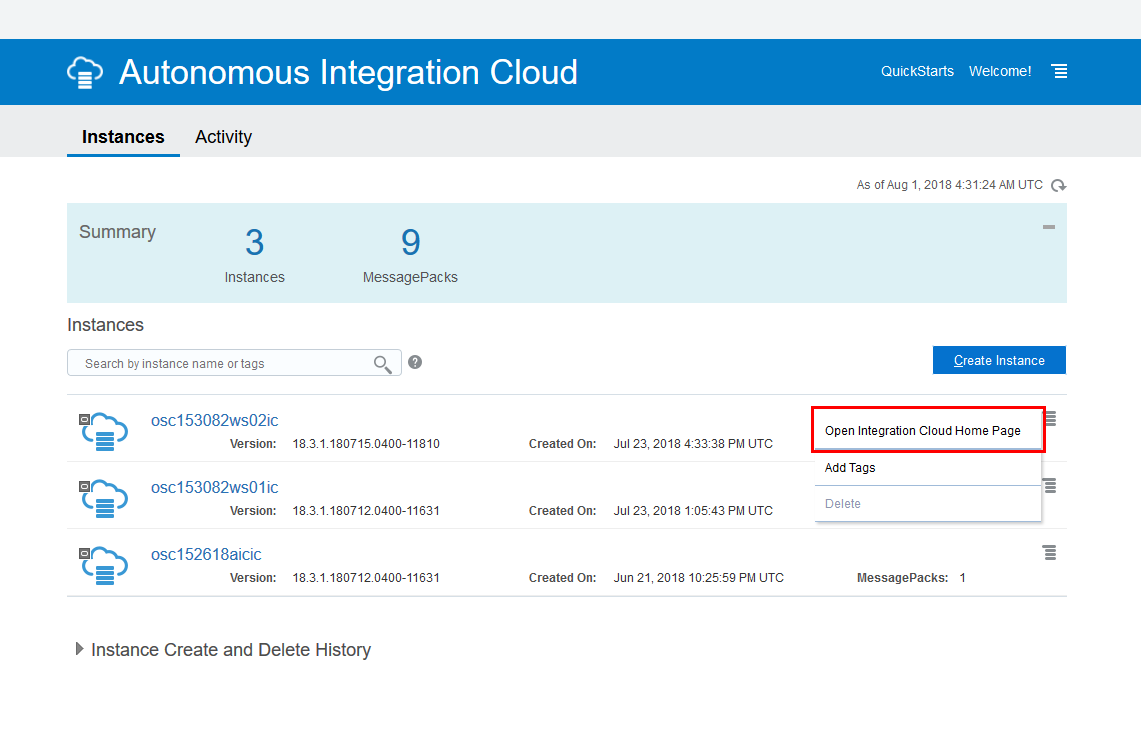 Autonomous Integration Cloud
QuickStarts Welcome!
Instances Activity
As of Aug 1, 2018 4:31:24 AM UTC
Summary
3 9
Instances MessagePacks
Instances
Search by instance name or tags ?
Create Instance
osc153082ws02ic
Version: 18.3.1.180715.0400-11810 Created On: Jul 23, 2018 4:33:38 PM UTC
Open Integration Cloud Home Page
Add Tags
Delete
osc153082ws01ic
Version: 18.3.1.180712.0400-11631 Created On: Jul 23, 2018 1:05:43 PM UTC
osc152618aicic
Version: 18.3.1.180712.0400-11631 Created On: Jun 21, 2018 10:25:59 PM UTC MessagePacks: 1
Instance Create and Delete History